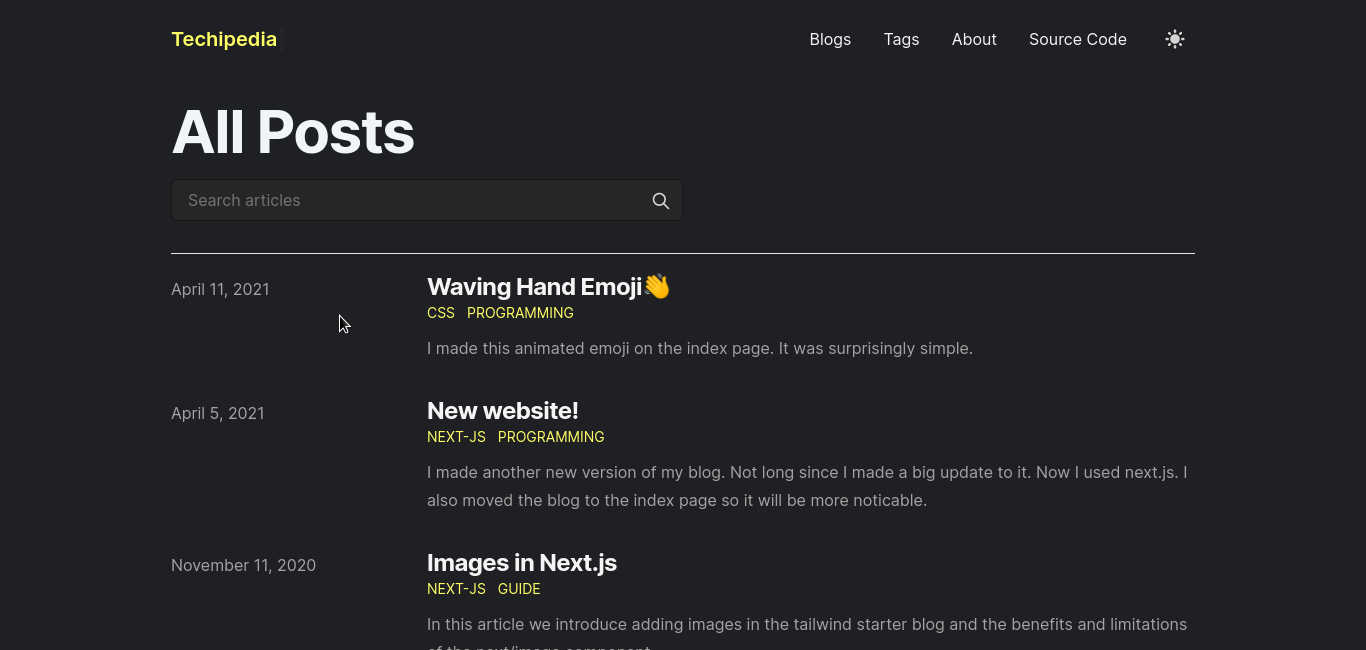 Techipedia
Blogs Tags About Source Code
All Posts
Search articles
April 11, 2021
Waving Hand Emoji👋
CSS PROGRAMMING
I made this animated emoji on the index page. It was surprisingly simple.
April 5, 2021
New website!
NEXT-JS PROGRAMMING
I made another new version of my blog. Not long since I made a big update to it. Now I used next.js. I
also moved the blog to the index page so it will be more noticable.
November 11, 2020
Images in Next.js
NEXT-JS GUIDE
In this article we introduce adding images in the tailwind starter blog and the benefits and limitations
of the next/image component.